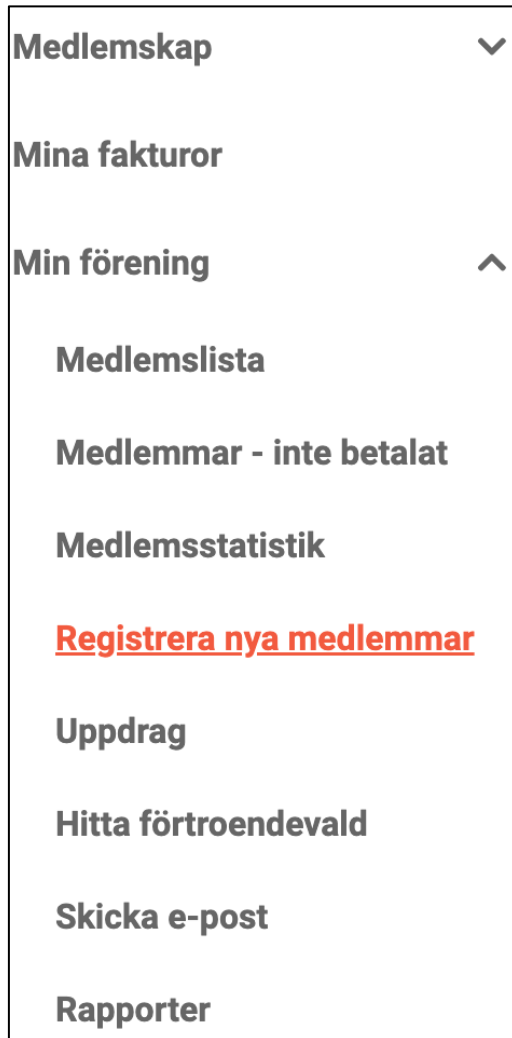 Medlemskap
Mina fakturor
Min förening
Medlemslista
Medlemmar - inte betalat
Medlemsstatistik
Registrera nya medlemmar
Uppdrag
Hitta förtroendevald
Skicka e-post
Rapporter